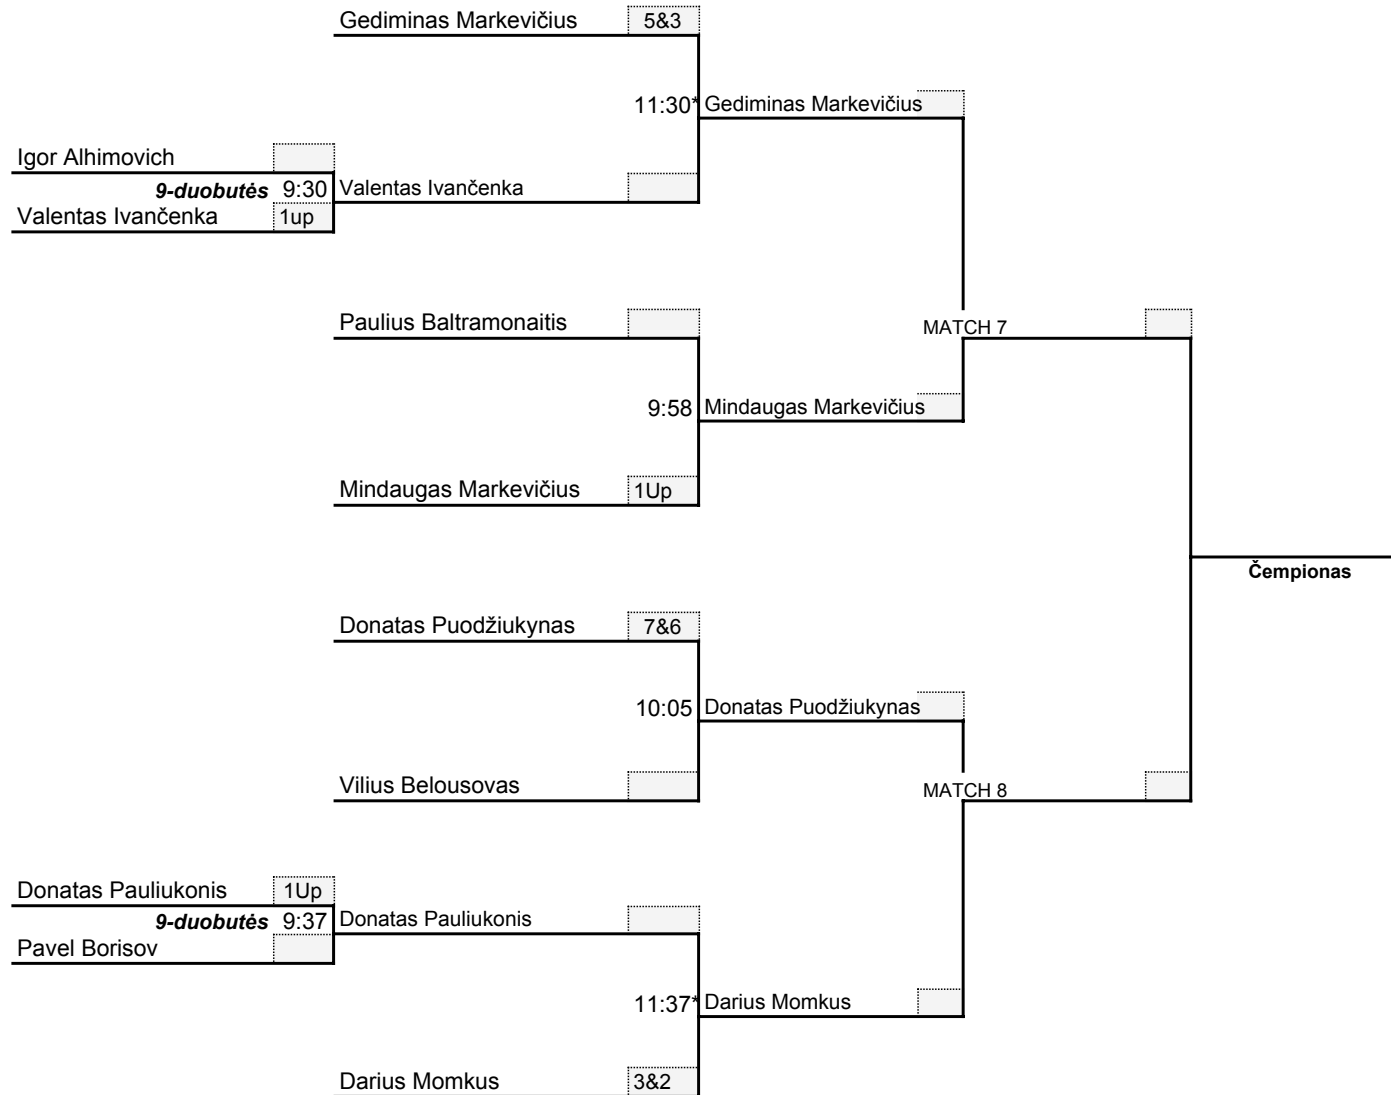 Gediminas Markevičius 5&3
11:30* Gediminas Markevičius
Igor Alhimovich
9-duobutės 9:30 Valentas Ivančenka
Valentas Ivančenka 1up
Paulius Baltramonaitis
MATCH 7
9:58 Mindaugas Markevičius
Mindaugas Markevičius 1Up
Čempionas
Donatas Puodžiukynas 7&6
10:05 Donatas Puodžiukynas
Vilius Belousovas
MATCH 8
Donatas Pauliukonis 1Up
9-duobutės 9:37 Donatas Pauliukonis
Pavel Borisov
11:37* Darius Momkus
Darius Momkus 3&2